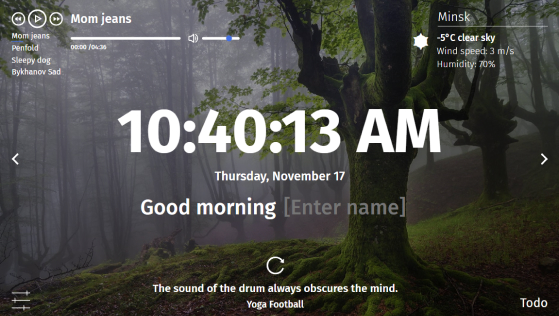 Mom jeans
00:00 /04:36
Mom jeans
Penfold
Sleepy dog
Bykhanov Sad
Minsk
-5°C clear sky
Wind speed: 3 m/s
Humidity: 70%
10:40:13 AM
Thursday, November 17
Good morning [Enter name]
The sound of the drum always obscures the mind.
Yoga Football
Todo